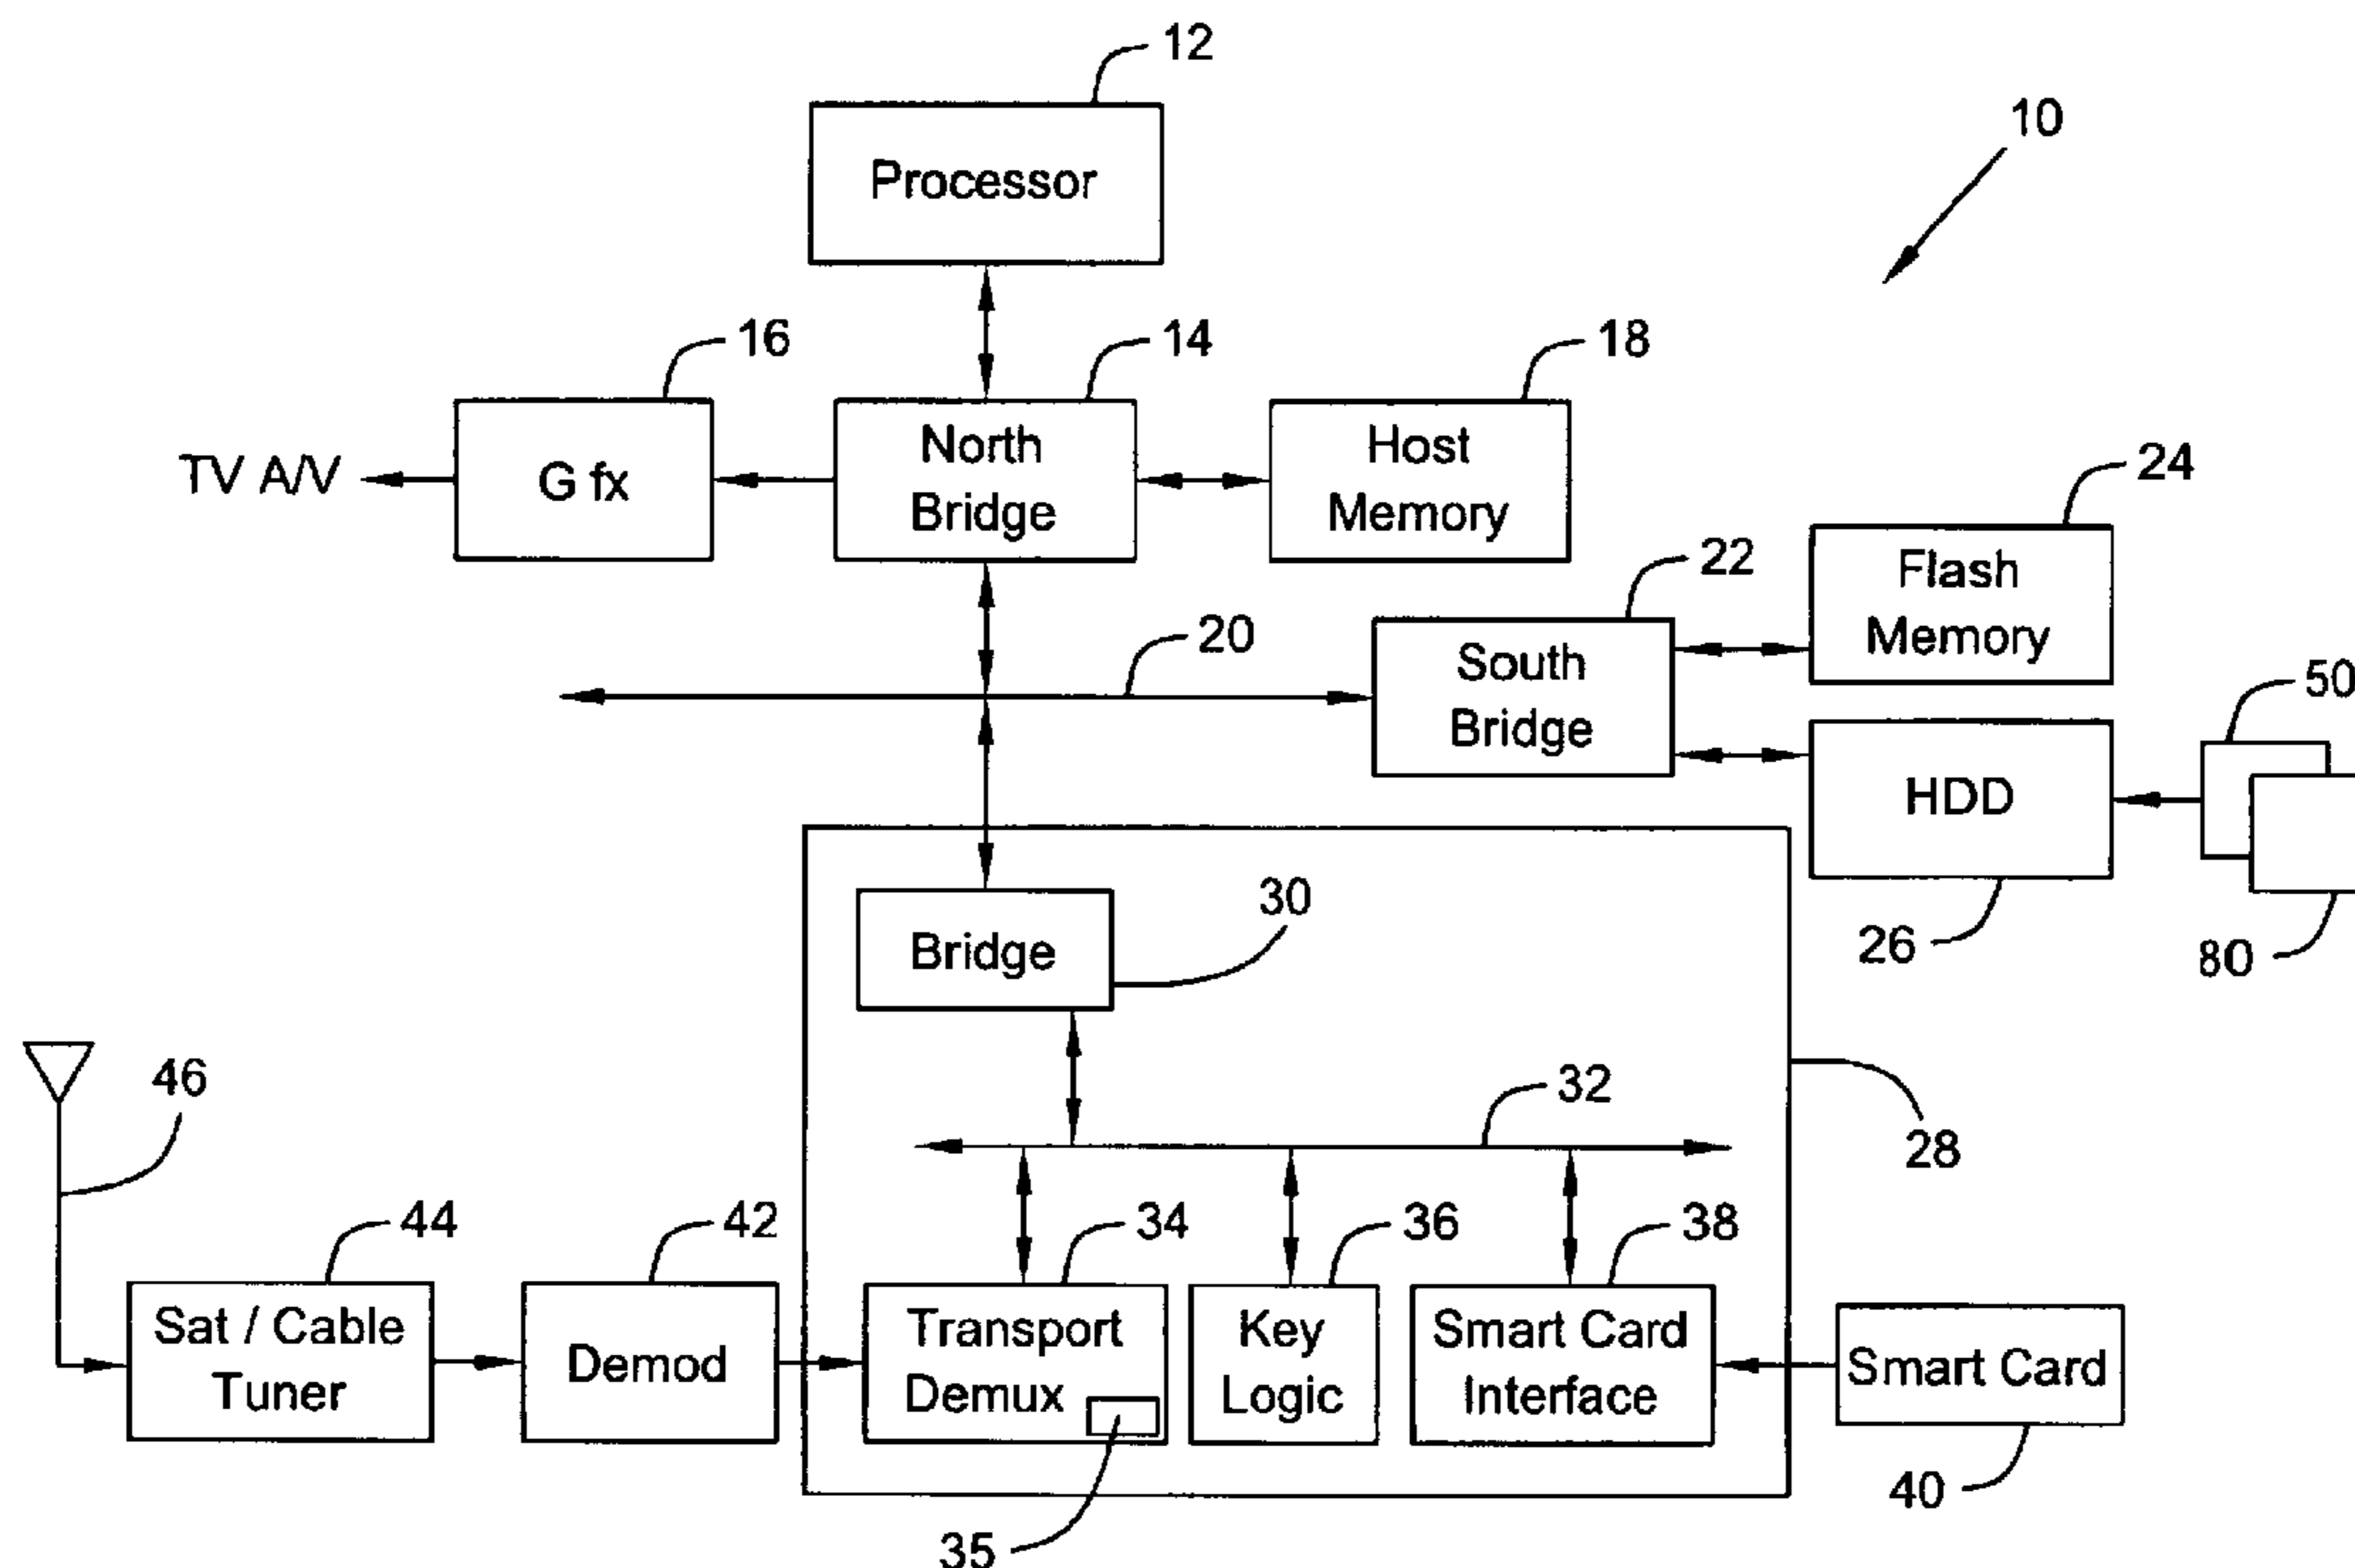 12
10
Processor
16
14
18
TV A/V
G fx
North
Bridge
Host
Memory
24
22
Flash
Memory
20
South
Bridge
50
HDD
30
Bridge
26
80
46
32
28
44
42
34
36
38
Sat / Cable
Tuner
Demod
Transport
Demux
Key
Logic
Smart Card
Interface
Smart Card
40
35